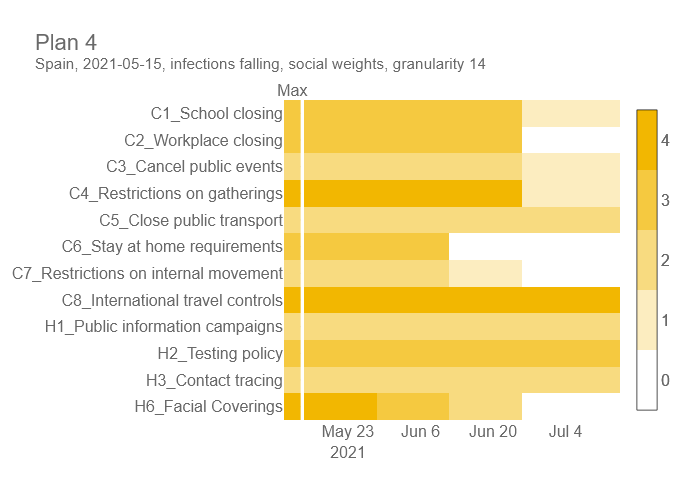 Plan 4
Spain, 2021-05-15, infections falling, social weights, granularity 14
Max
C1_School closing
C2_Workplace closing
C3_Cancel public events
C4_Restrictions on gatherings
C5_Close public transport
C6_Stay at home requirements
C7_Restrictions on internal movement
C8_International travel controls
H1_Public information campaigns
H2_Testing policy
H3_Contact tracing
H6_Facial Coverings
May 23 Jun 6 Jun 20 Jul 4
2021
4
3
2
1
0